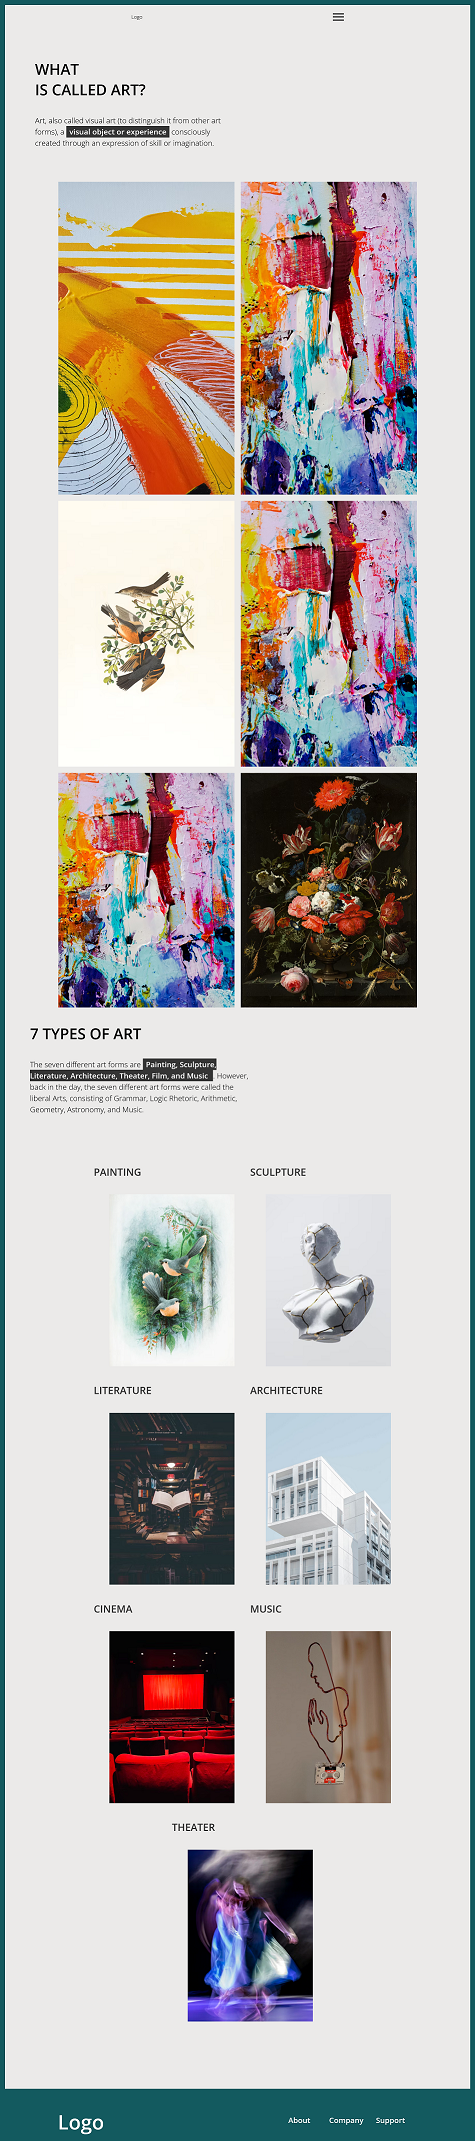 Logo
WHAT
IS CALLED ART?
Art, also called visual art (to distinguish it from other art
forms), a visual object or experience consciously
created through an expression of skill or imagination.
7 TYPES OF ART
The seven different art forms are Painting, Sculpture,
Literature, Architecture, Theater, Film, and Music . However,
back in the day, the seven different art forms were called the
liberal Arts, consisting of Grammar, Logic Rhetoric, Arithmetic,
Geometry, Astronomy, and Music.
PAINTING
SCULPTURE
LITERATURE
ARCHITECTURE
CINEMA
MUSIC
THEATER
Logo
About
Company
Support